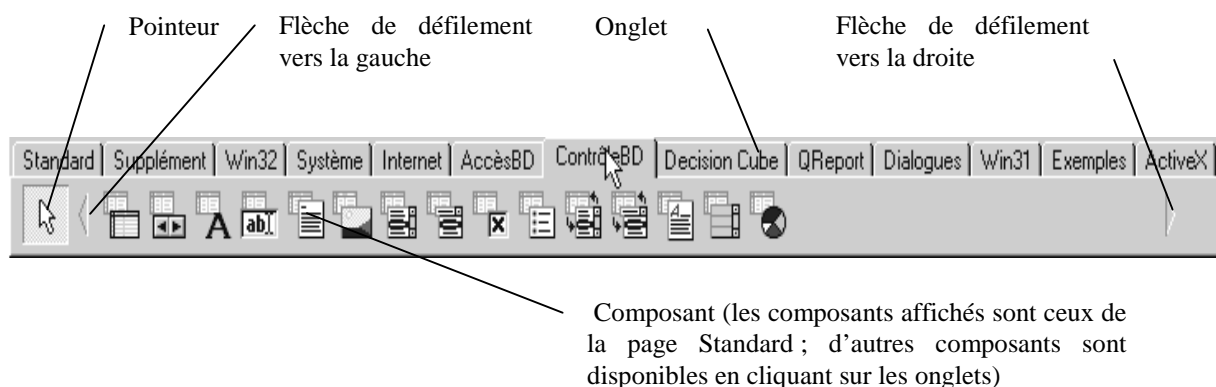 Pointeur
Flèche de défilement
vers la gauche
Onglet
Flèche de défilement
vers la droite
Standard Supplément Win32 Système Internet AccèsBD ContrôleBD Decision Cube QReport Dialogues Win31 Exemples ActiveX
Composant (les composants affichés sont ceux de
la page Standard ; d'autres composants sont
disponibles en cliquant sur les onglets)